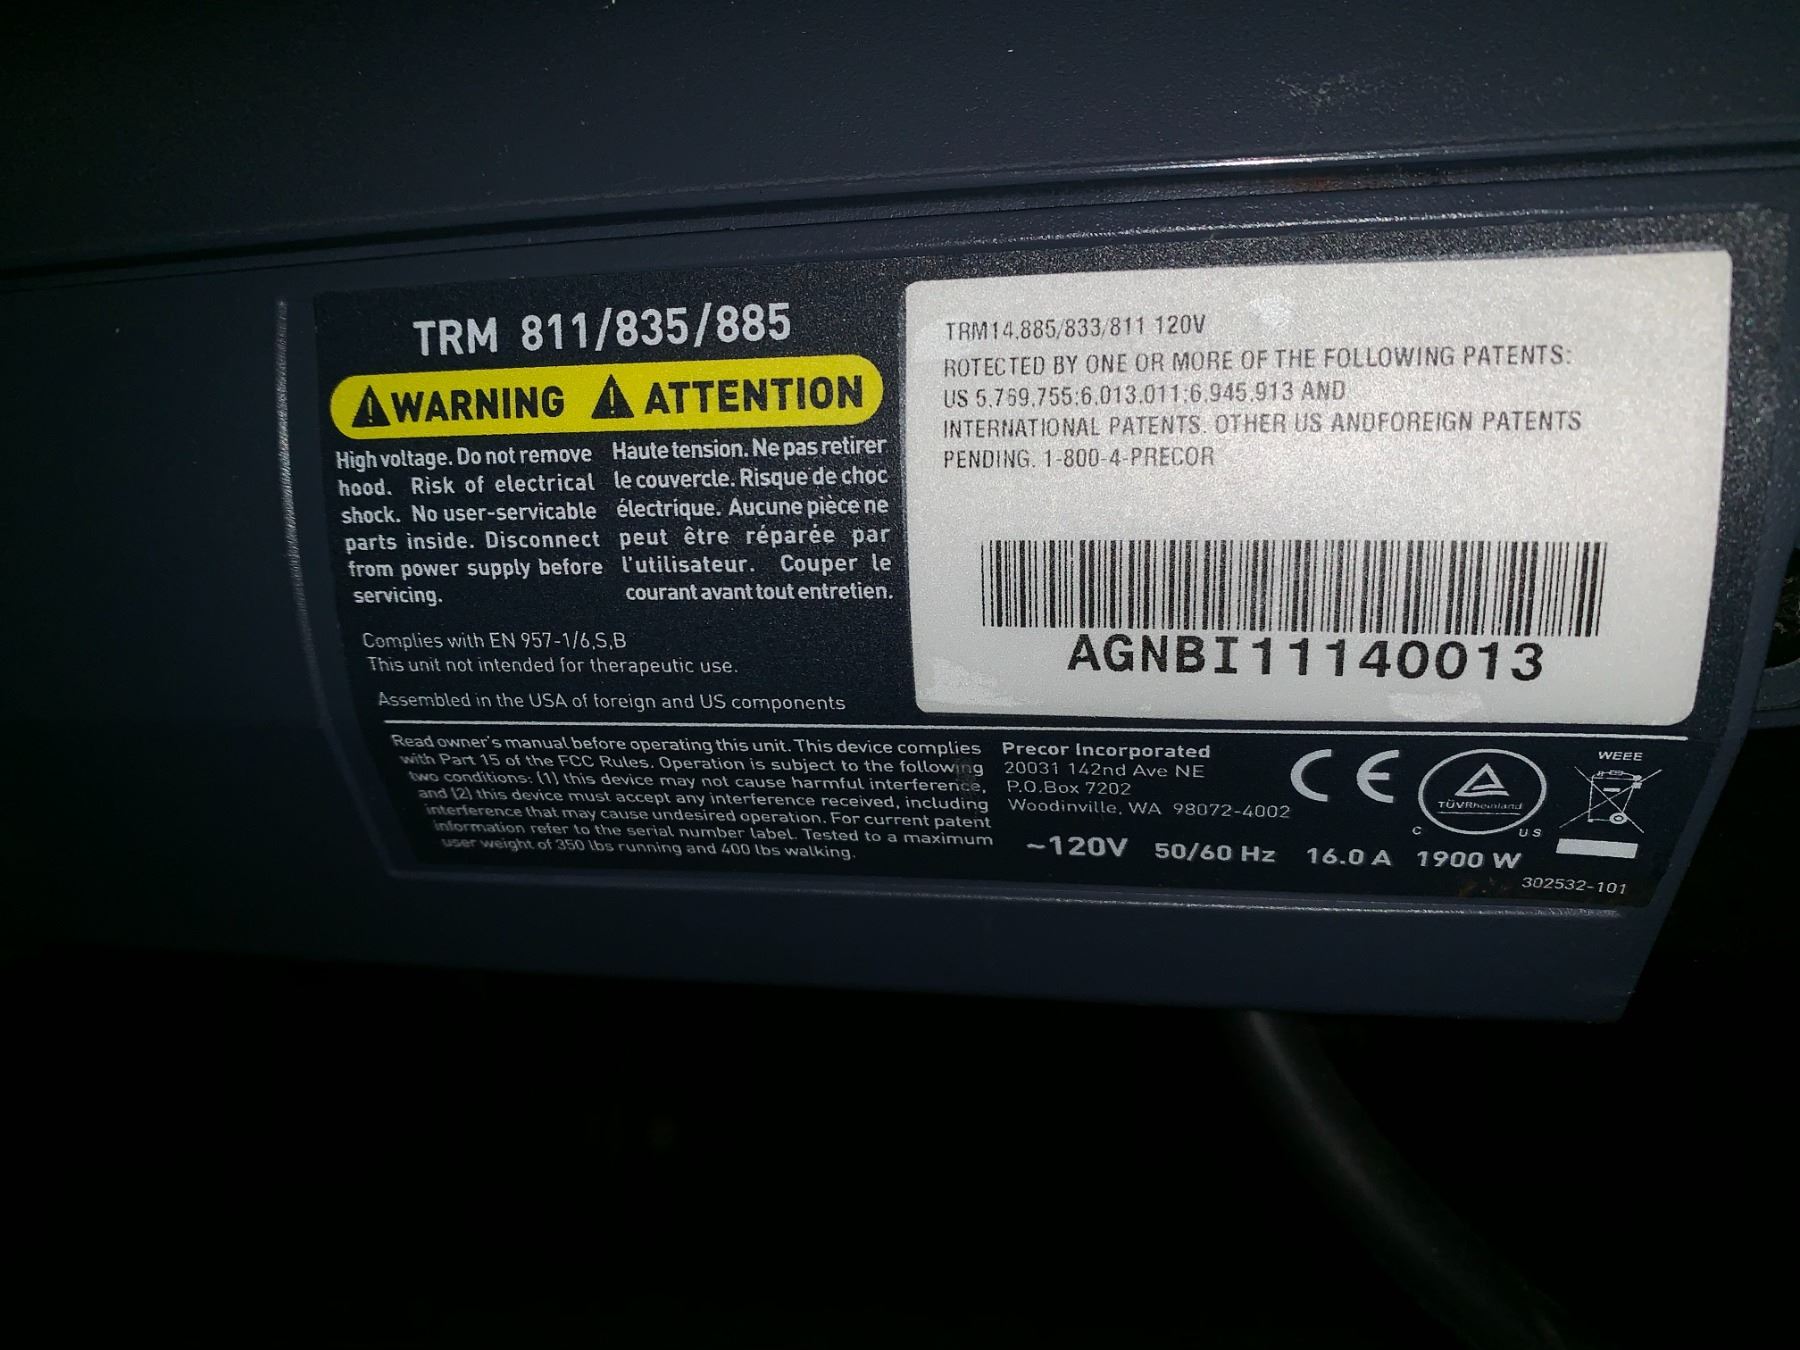 TRM 811/835/885
WARNING ATTENTION
High voltage. Do not remove
hood. Risk of electrical
shock. No user-servicable
parts inside. Disconnect
from power supply before
servicing.
Haute tension. Ne pas retirer
le couvercle. Risque de choc
électrique. Aucune pièce ne
peut être réparée par
l'utilisateur. Couper le
courant avant tout entretien.
Complies with EN 957-1/6,S,B
This unit not intended for therapeutic use.
Assembled in the USA of foreign and US components
TRM14.885/833/811 120V
ROTECTED BY ONE OR MORE OF THE FOLLOWING PATENTS:
US 5.769.755:6.013.011:6.945.913 AND
INTERNATIONAL PATENTS. OTHER US ANDFOREIGN PATENTS
PENDING. 1-800-4-PRECOR
AGNBI11140013
Read owner's manual before operating this unit. This device complies
with Part 15 of the FCC Rules. Operation is subject to the following
two conditions: (1) this device may not cause harmful interference,
and (2) this device must accept any interference received, including
interference that may cause undesired operation. For current patent
information refer to the serial number label. Tested to a maximum
user weight of 350 lbs running and 400 lbs walking.
Precor Incorporated
20031 142nd Ave NE
P.O.Box 7202
Woodinville, WA 98072-4002
CE
TÜVRheinland
C US
WEEE
~120V 50/60 Hz 16.0 A 1900 W
302532-101